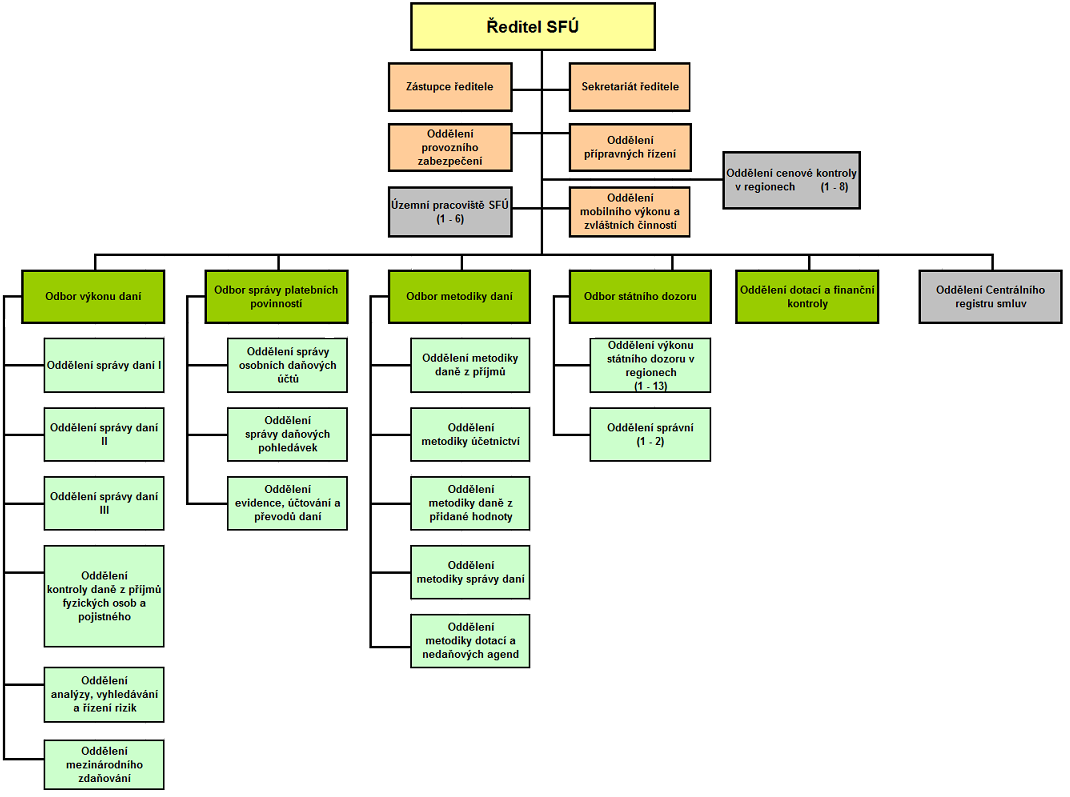 Ředitel SFÚ
Zástupce ředitele
Sekretariát ředitele
Oddělení
provozního
zabezpečení
Oddělení
přípravných řízení
Oddělení cenové kontroly
v regionech (1 - 8)
Územní pracoviště SFÚ
(1 - 6)
Oddělení
mobilního výkonu a
zvláštních činností
Odbor výkonu daní
Odbor správy platebních
povinností
Odbor metodiky daní
Odbor státního dozoru
Oddělení dotací a finanční
kontroly
Oddělení Centrálního
registru smluv
Oddělení správy daní I
Oddělení správy daní
II
Oddělení správy daní
III
Oddělení
kontroly daně z příjmů
fyzických osob a
pojistného
Oddělení
analýzy, vyhledávání
a řízení rizik
Oddělení
mezinárodního
zdaňování
Oddělení správy
osobních daňových
účtů
Oddělení
správy daňových
pohledávek
Oddělení
evidence, účtování a
převodů daní
Oddělení metodiky
daně z příjmů
Oddělení
metodiky účetnictví
Oddělení
metodiky daně z
přidané hodnoty
Oddělení
metodiky správy daní
Oddělení
metodiky dotací a
nedaňových agend
Oddělení výkonu
státního dozoru v
regionech
(1 - 13)
Oddělení správní
(1 - 2)